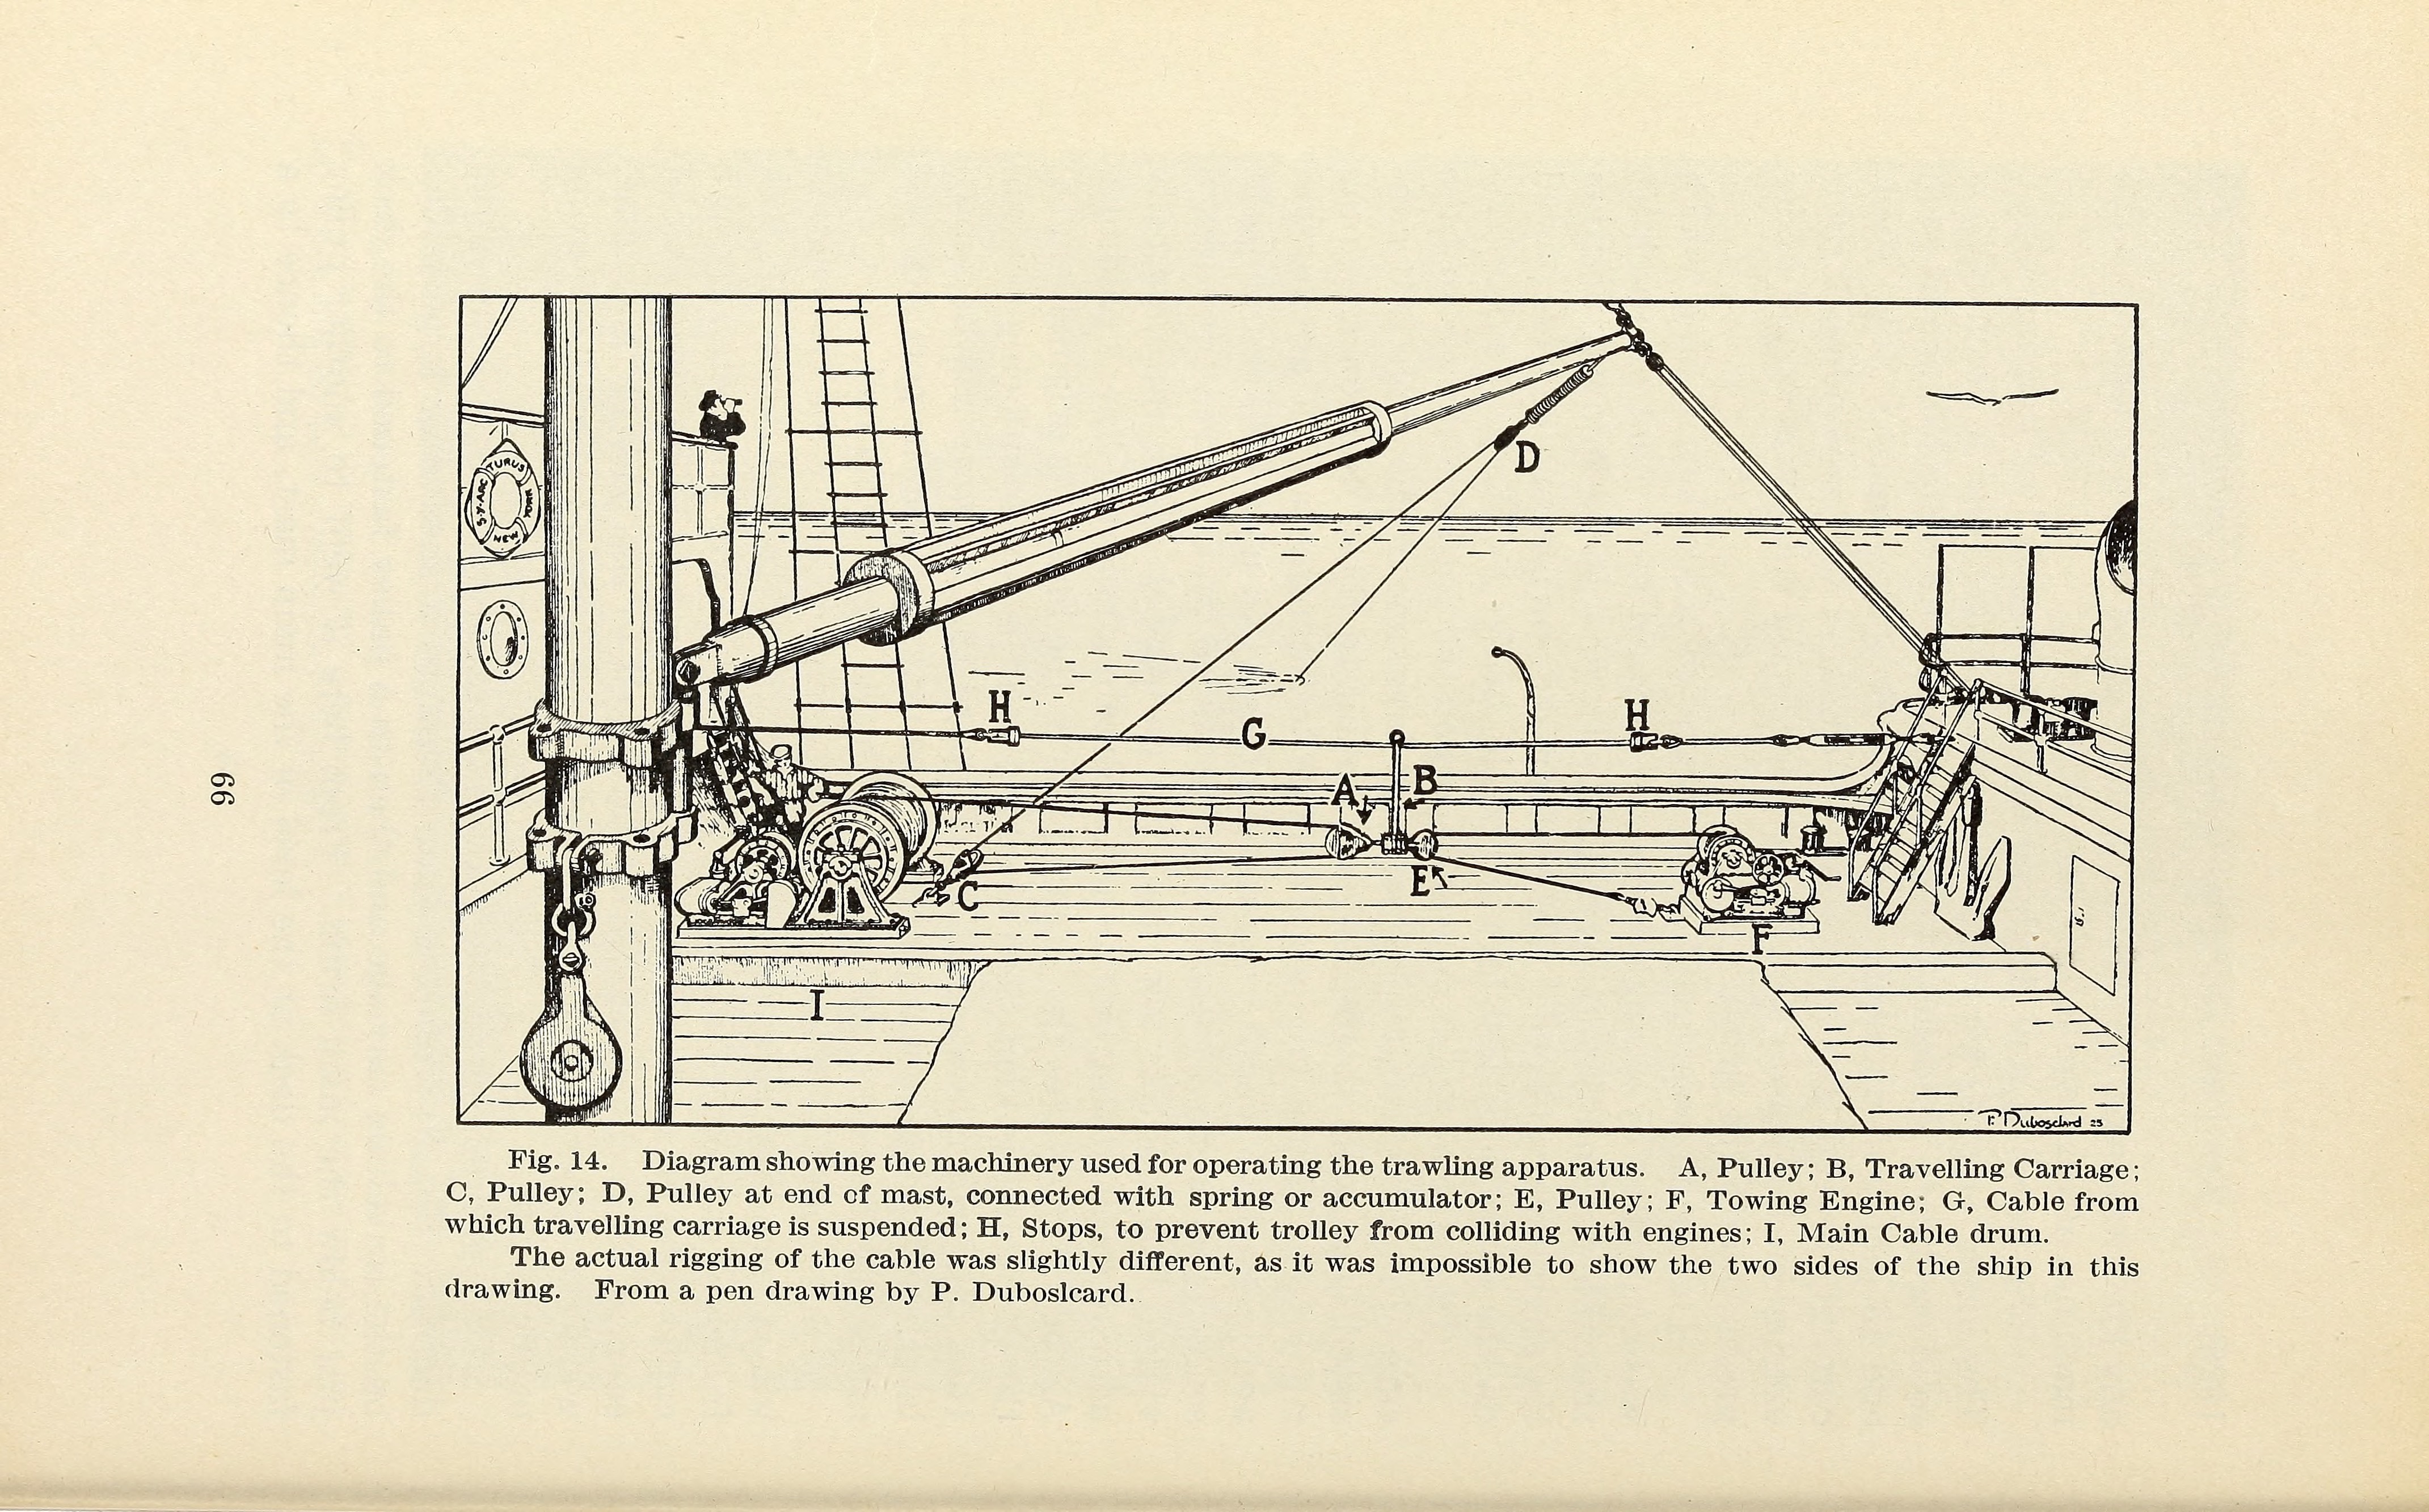 TURUS
S.Y. ARC
YORK
NEW
D
H
G
H
A
B
C
E
F
I
P. Dubosclard 25
Fig. 14. Diagram showing the machinery used for operating the trawling apparatus. A, Pulley; B, Travelling Carriage;
C, Pulley; D, Pulley at end of mast, connected with spring or accumulator; E, Pulley; F, Towing Engine; G, Cable from
which travelling carriage is suspended; H, Stops, to prevent trolley from colliding with engines; I, Main Cable drum.
The actual rigging of the cable was slightly different, as it was impossible to show the two sides of the ship in this
drawing. From a pen drawing by P. Duboslcard.
66